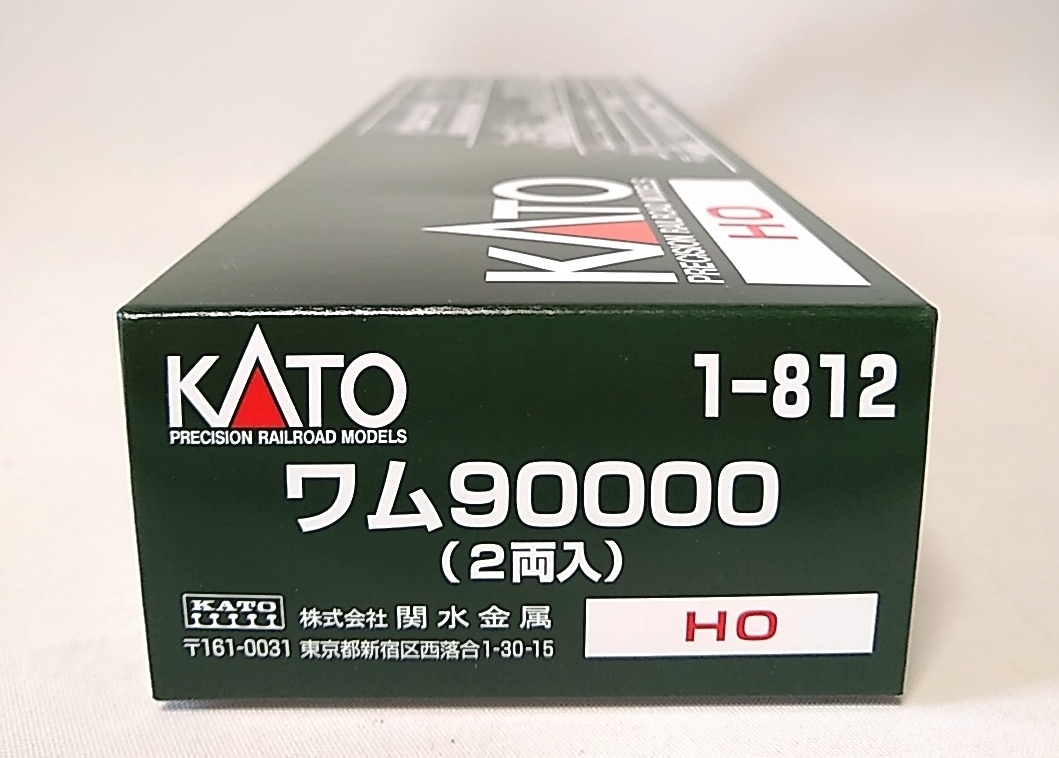 KATO
PRECISION RAILROAD MODELS
HO
KATO
PRECISION RAILROAD MODELS
1-812
ワム90000
(2両入)
KATO
株式会社 関水金属
〒161-0031 東京都新宿区西落合1-30-15
HO